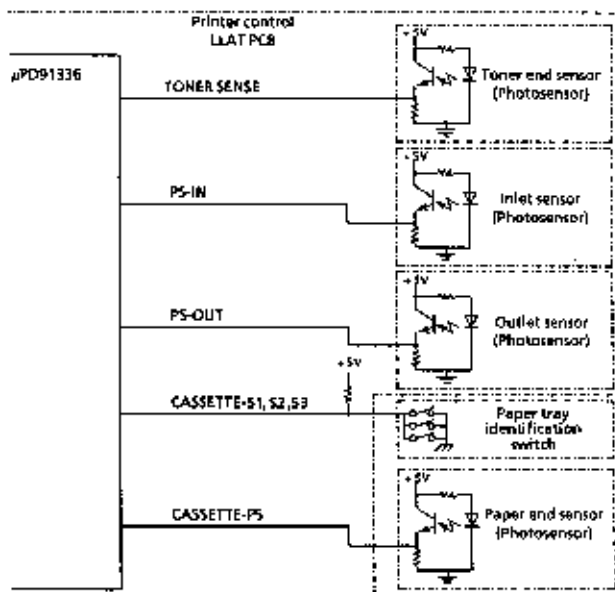 Printer control
LLAT PCB
μPD91336
+5V
TONER SENSE
Toner end sensor
(Photosensor)
+5V
PS-IN
Inlet sensor
(Photosensor)
+5V
PS-OUT
Outlet sensor
(Photosensor)
+5V
CASSETTE-S1, S2, S3
Paper tray
identification
switch
+5V
CASSETTE-PS
Paper end sensor
(Photosensor)